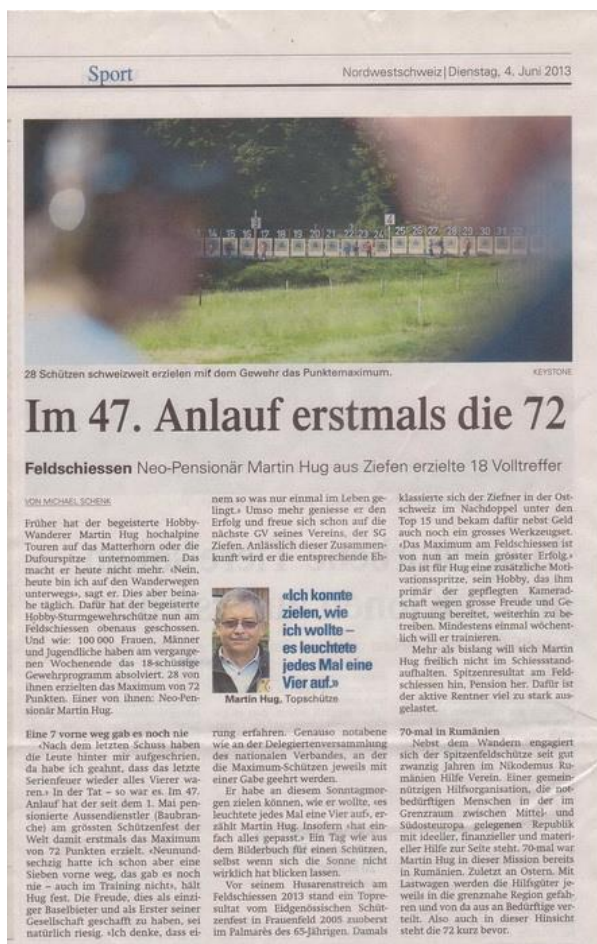 Sport
Nordwestschweiz | Dienstag, 4. Juni 2013
14 15 16 17 18 19 20 21 22 23 24 25 26 27 28 29 30 31
28 Schützen schweizweit erzielen mit dem Gewehr das Punktemaximum.
KEYSTONE
Im 47. Anlauf erstmals die 72
Feldschiessen Neo-Pensionär Martin Hug aus Ziefen erzielte 18 Volltreffer
VON MICHAEL SCHENK
Früher hat der begeisterte Hobby-
Wanderer Martin Hug hochalpine
Touren auf das Matterhorn oder die
Dufourspitze unternommen. Das
macht er heute nicht mehr. «Nein,
heute bin ich auf den Wanderwegen
unterwegs», sagt er. Dies aber beina-
he täglich. Dafür hat der begeisterte
Hobby-Sturmgewehrschütze nun am
Feldschiessen obenaus geschossen.
Und wie: 100 000 Frauen, Männer
und Jugendliche haben am vergange-
nen Wochenende das 18-schüssige
Gewehrprogramm absolviert. 28 von
ihnen erzielten das Maximum von 72
Punkten. Einer von ihnen: Neo-Pen-
sionär Martin Hug.
Eine 7 vorne weg gab es noch nie
«Nach dem letzten Schuss haben
die Leute hinter mir aufgeschrien,
da habe ich geahnt, dass das letzte
Serienfeuer wieder alles Vierer wa-
ren.» In der Tat – so war es. Im 47.
Anlauf hat der seit dem 1. Mai pen-
sionierte Aussendienstler (Baubran-
che) am grössten Schützenfest der
Welt damit erstmals das Maximum
von 72 Punkten erzielt. «Neunund-
sechzig hatte ich schon aber eine
Sieben vorne weg, das gab es noch
nie – auch im Training nicht», hält
Hug fest. Die Freude, dies als einzi-
ger Baselbieter und als Erster seiner
Gesellschaft geschafft zu haben, sei
natürlich riesig. «Ich denke, dass ei-
nem so was nur einmal im Leben ge-
lingt.» Umso mehr geniesse er den
Erfolg und freue sich schon auf die
nächste GV seines Vereins, der SG
Ziefen. Anlässlich dieser Zusammen-
kunft wird er die entsprechende Eh-
«Ich konnte
zielen, wie
ich wollte –
es leuchtete
jedes Mal eine
Vier auf.»
Martin Hug, Topschütze
rung erfahren. Genauso notabene
wie an der Delegiertenversammlung
des nationalen Verbandes, an der
die Maximum-Schützen jeweils mit
einer Gabe geehrt werden.
Er habe an diesem Sonntagmor-
gen zielen können, wie er wollte, «es
leuchtete jedes Mal eine Vier auf», er-
zählt Martin Hug. Insofern «hat ein-
fach alles gepasst.» Ein Tag wie aus
dem Bilderbuch für einen Schützen,
selbst wenn sich die Sonne nicht
wirklich hat blicken lassen.
Vor seinem Husarenstreich am
Feldschiessen 2013 stand ein Topre-
sultat vom Eidgenössischen Schüt-
zenfest in Frauenfeld 2005 zuoberst
im Palmarès des 65-Jährigen. Damals
klassierte sich der Ziefner in der Ost-
schweiz im Nachdoppel unter den
Top 15 und bekam dafür nebst Geld
auch noch ein grosses Werkzeugset.
«Das Maximum am Feldschiessen ist
von nun an mein grösster Erfolg.»
Das ist für Hug eine zusätzliche Moti-
vationsspritze, sein Hobby, das ihm
primär der gepflegten Kamerad-
schaft wegen grosse Freude und Ge-
nugtuung bereitet, weiterhin zu be-
treiben. Mindestens einmal wöchent-
lich will er trainieren.
Mehr als bislang will sich Martin
Hug freilich nicht im Schiessstand
aufhalten. Spitzenresultat am Feld-
schiessen hin, Pension her. Dafür ist
der aktive Rentner viel zu stark aus-
gelastet.
70-mal in Rumänien
Nebst dem Wandern engagiert
sich der Spitzenfeldschütze seit gut
zwanzig Jahren im Nikodemus Ru-
mänien Hilfe Verein. Einer gemein-
nützigen Hilfsorganisation, die not-
bedürftigen Menschen in der im
Grenzraum zwischen Mittel- und
Südosteuropa gelegenen Republik
mit ideeller, finanzieller und materi-
eller Hilfe zur Seite steht. 70-mal war
Martin Hug in dieser Mission bereits
in Rumänien. Zuletzt an Ostern. Mit
Lastwagen werden die Hilfsgüter je-
weils in die grenznahe Region gefah-
ren und von da aus an Bedürftige ver-
teilt. Also auch in dieser Hinsicht
steht die 72 kurz bevor.